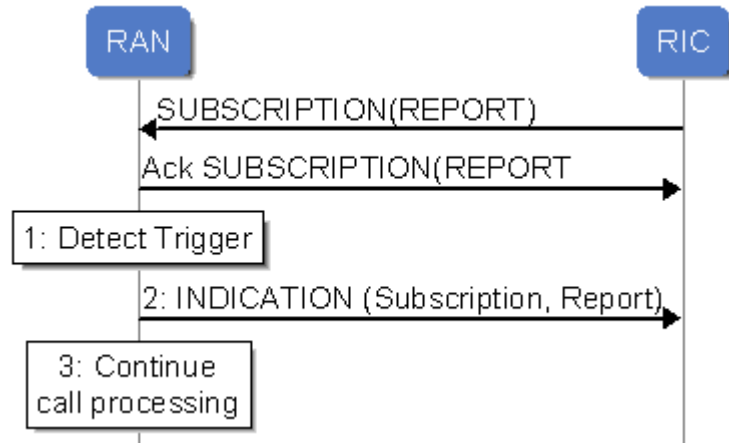 RAN
RIC
SUBSCRIPTION(REPORT)
Ack SUBSCRIPTION(REPORT
1: Detect Trigger
2: INDICATION (Subscription, Report)
3: Continue
call processing